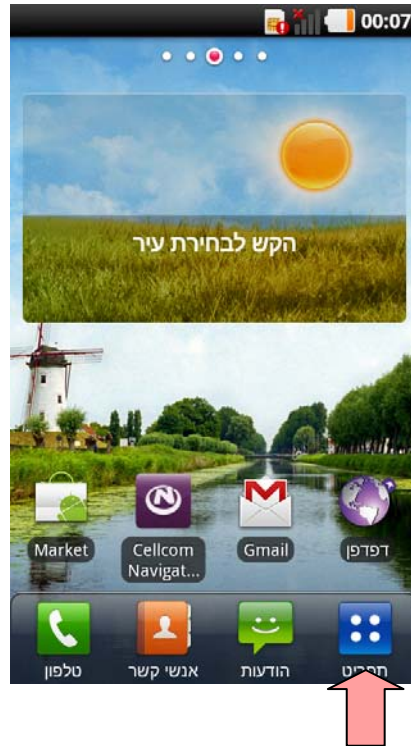 00:07
הקש לבחירת עיר
Market
Cellcom
Navigat...
Gmail
דפדפן
טלפון
אנשי קשר
הודעות
תפריט